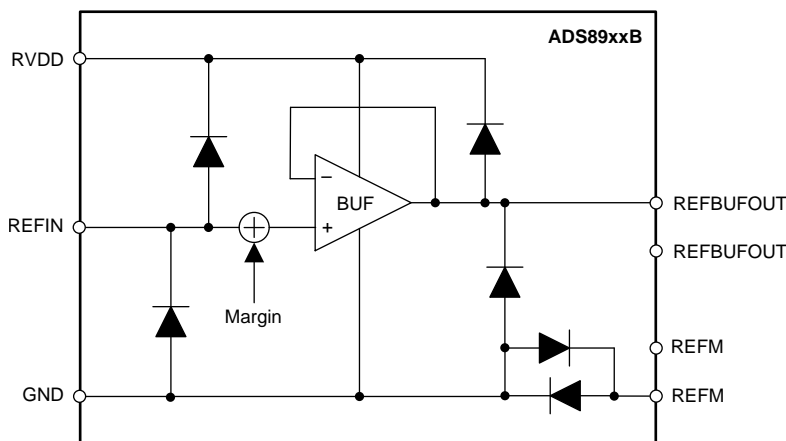 ADS89xxB
RVDD
−
BUF
+
REFIN
REFBUFOUT
REFBUFOUT
Margin
REFM
GND
REFM